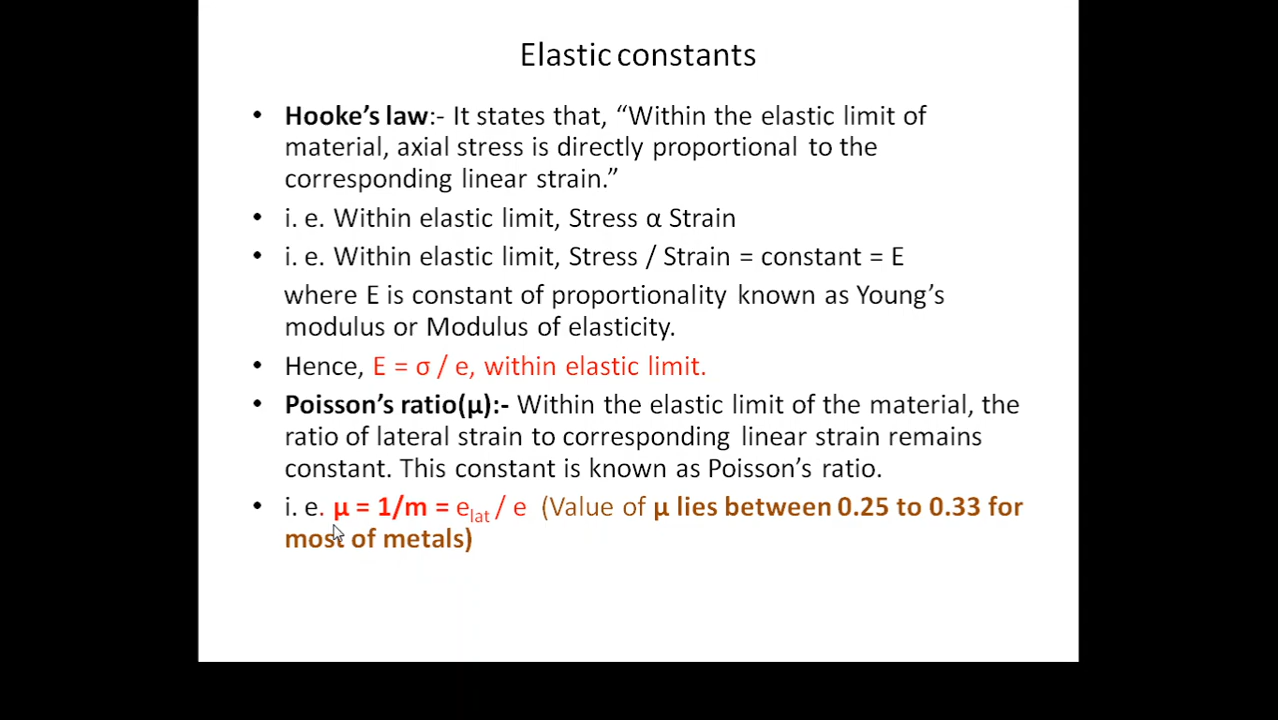 Elastic constants
• Hooke's law:- It states that, “Within the elastic limit of
material, axial stress is directly proportional to the
corresponding linear strain.”
• i. e. Within elastic limit, Stress α Strain
• i. e. Within elastic limit, Stress / Strain = constant = E
where E is constant of proportionality known as Young's
modulus or Modulus of elasticity.
• Hence, E = σ / e, within elastic limit.
• Poisson's ratio(μ):- Within the elastic limit of the material, the
ratio of lateral strain to corresponding linear strain remains
constant. This constant is known as Poisson's ratio.
• i. e. μ = 1/m = elat / e (Value of μ lies between 0.25 to 0.33 for
most of metals)